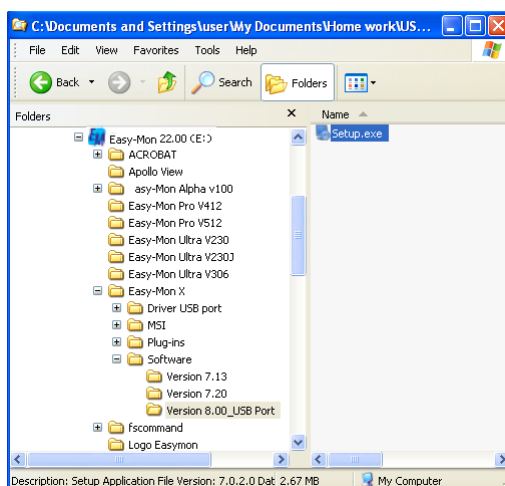 C:\Documents and Settings\user\My Documents\Home work\US...
File Edit View Favorites Tools Help
Back Search Folders
Folders
Name
Easy-Mon 22.00 (E:)
Setup.exe
ACROBAT
Apollo View
asy-Mon Alpha v100
Easy-Mon Pro V412
Easy-Mon Pro V512
Easy-Mon Ultra V230
Easy-Mon Ultra V230J
Easy-Mon Ultra V306
Easy-Mon X
Driver USB port
MSI
Plug-ins
Software
Version 7.13
Version 7.20
Version 8.00_USB Port
fscommand
Logo Easymon
Description: Setup Application File Version: 7.0.2.0 Dat 2.67 MB My Computer